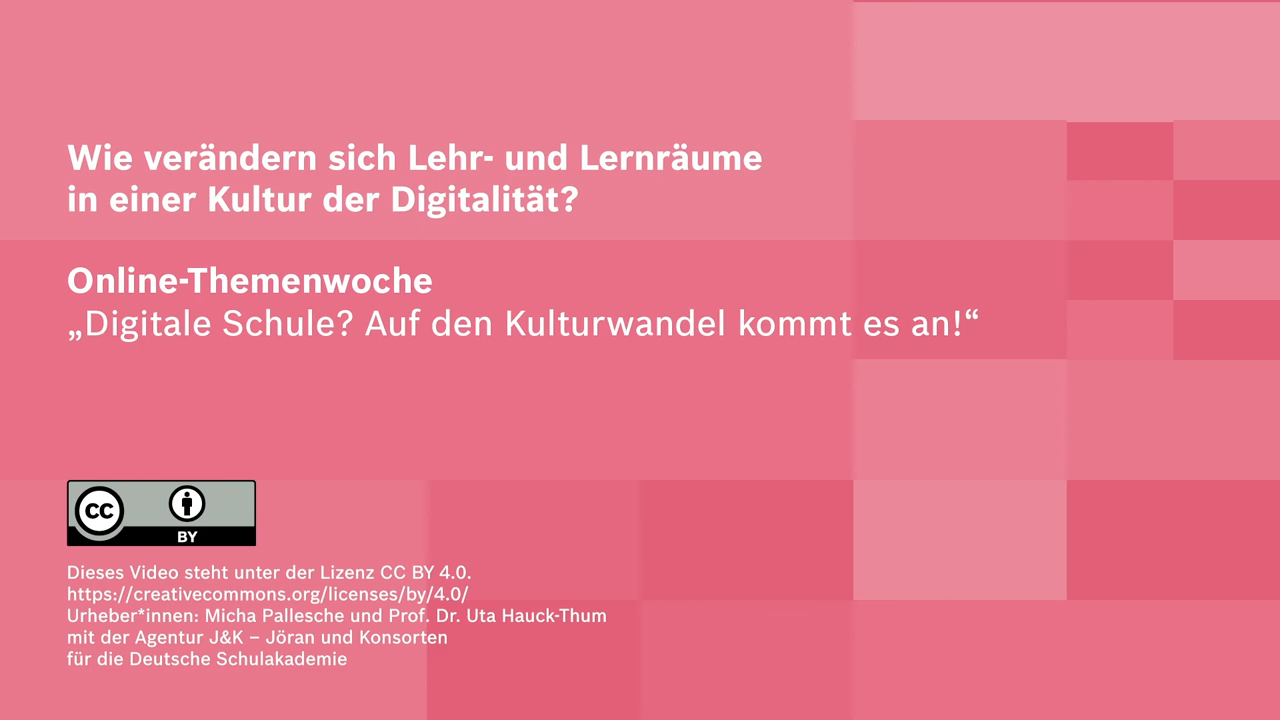 Wie verändern sich Lehr- und Lernräume
in einer Kultur der Digitalität?
Online-Themenwoche
„Digitale Schule? Auf den Kulturwandel kommt es an!“
CC
BY
Dieses Video steht unter der Lizenz CC BY 4.0.
https://creativecommons.org/licenses/by/4.0/
Urheber*innen: Micha Pallesche und Prof. Dr. Uta Hauck-Thum
mit der Agentur J&K – Jöran und Konsorten
für die Deutsche Schulakademie